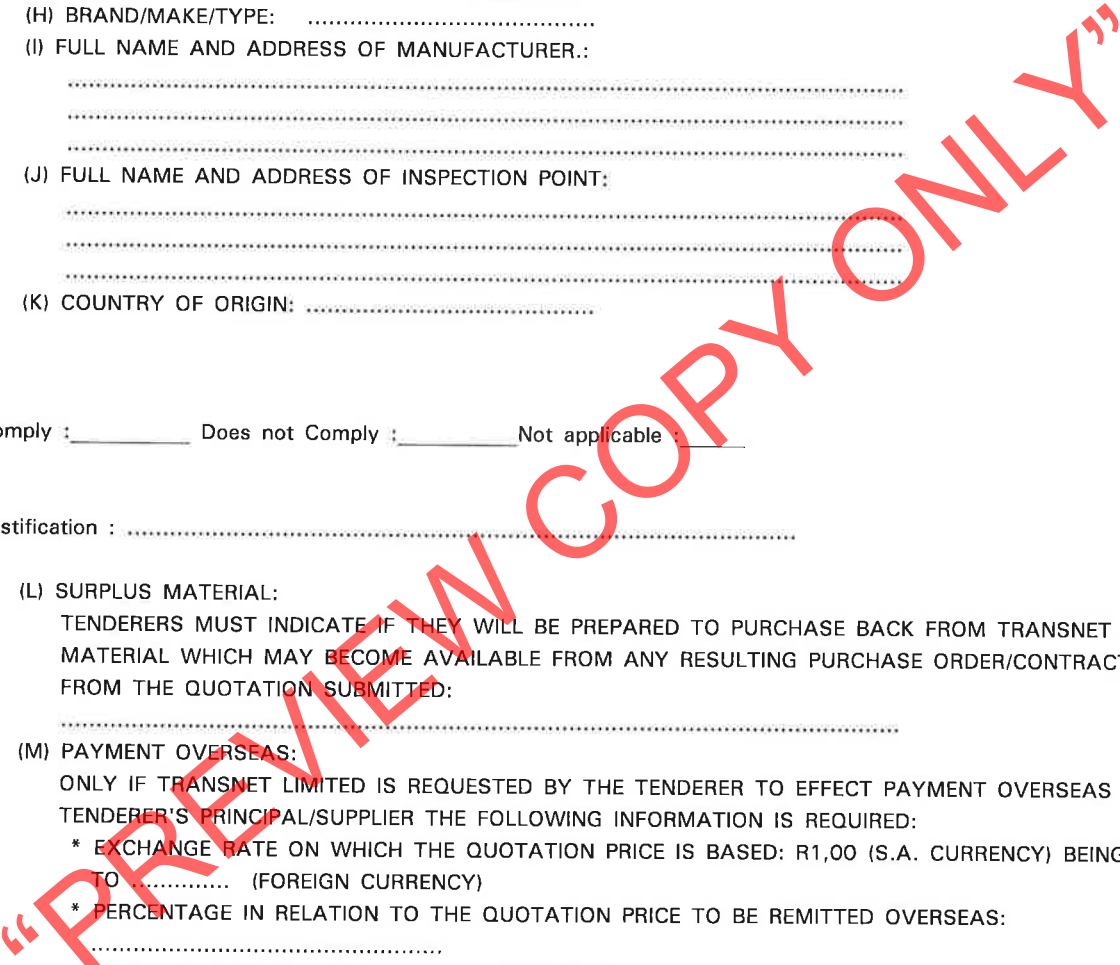 (H) BRAND/MAKE/TYPE: ........................................
(I) FULL NAME AND ADDRESS OF MANUFACTURER.:
........................................
........................................
........................................
(J) FULL NAME AND ADDRESS OF INSPECTION POINT:
........................................
........................................
........................................
(K) COUNTRY OF ORIGIN: ........................................
omply :__________ Does not Comply :__________Not applicable :_____
stification : ........................................
(L) SURPLUS MATERIAL:
TENDERERS MUST INDICATE IF THEY WILL BE PREPARED TO PURCHASE BACK FROM TRANSNET
MATERIAL WHICH MAY BECOME AVAILABLE FROM ANY RESULTING PURCHASE ORDER/CONTRACT
FROM THE QUOTATION SUBMITTED:
........................................
(M) PAYMENT OVERSEAS:
ONLY IF TRANSNET LIMITED IS REQUESTED BY THE TENDERER TO EFFECT PAYMENT OVERSEAS
TENDERER'S PRINCIPAL/SUPPLIER THE FOLLOWING INFORMATION IS REQUIRED:
* EXCHANGE RATE ON WHICH THE QUOTATION PRICE IS BASED: R1,00 (S.A. CURRENCY) BEING
TO .............. (FOREIGN CURRENCY)
* PERCENTAGE IN RELATION TO THE QUOTATION PRICE TO BE REMITTED OVERSEAS:
........................................
“PREVIEW COPY ONLY”